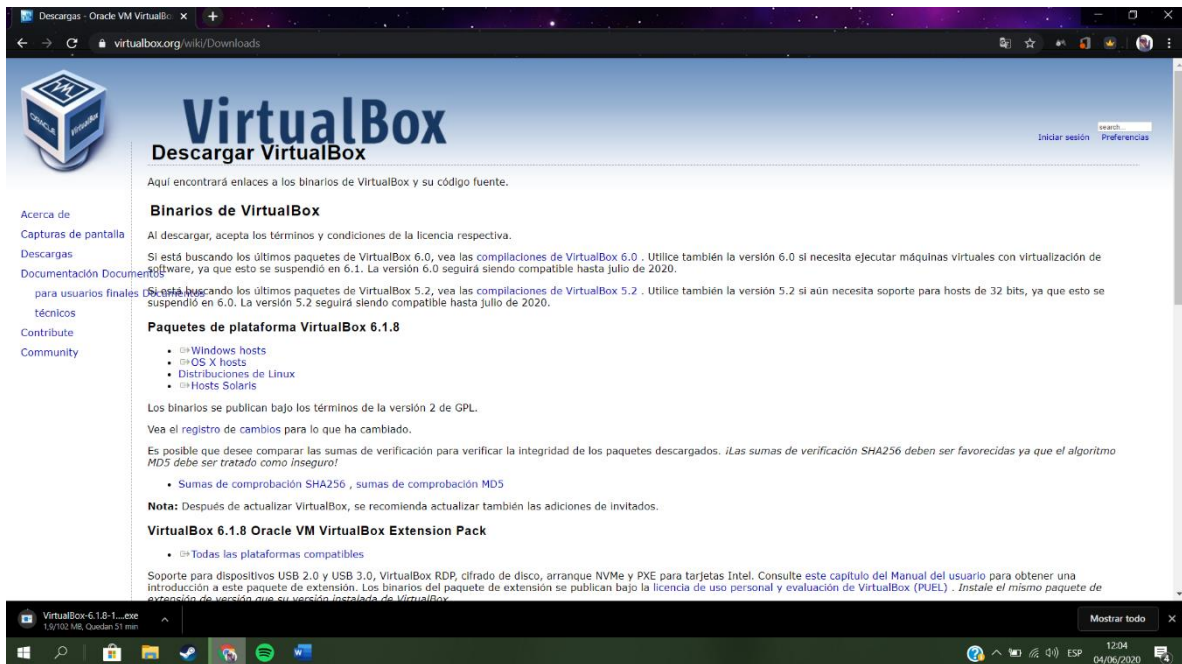 Descargas - Oracle VM VirtualBo
virtualbox.org/wiki/Downloads
VirtualBox
search...
Iniciar sesión Preferencias
Descargar VirtualBox
Aquí encontrará enlaces a los binarios de VirtualBox y su código fuente.
Acerca de
Capturas de pantalla
Descargas
Documentación Documentos
para usuarios finales Documentos
técnicos
Contribute
Community
Binarios de VirtualBox
Al descargar, acepta los términos y condiciones de la licencia respectiva.
Si está buscando los últimos paquetes de VirtualBox 6.0, vea las compilaciones de VirtualBox 6.0 . Utilice también la versión 6.0 si necesita ejecutar máquinas virtuales con virtualización de
software, ya que esto se suspendió en 6.1. La versión 6.0 seguirá siendo compatible hasta julio de 2020.
Si está buscando los últimos paquetes de VirtualBox 5.2, vea las compilaciones de VirtualBox 5.2 . Utilice también la versión 5.2 si aún necesita soporte para hosts de 32 bits, ya que esto se
suspendió en 6.0. La versión 5.2 seguirá siendo compatible hasta julio de 2020.
Paquetes de plataforma VirtualBox 6.1.8
Windows hosts
OS X hosts
Distribuciones de Linux
Hosts Solaris
Los binarios se publican bajo los términos de la versión 2 de GPL.
Vea el registro de cambios para lo que ha cambiado.
Es posible que desee comparar las sumas de verificación para verificar la integridad de los paquetes descargados. ¡Las sumas de verificación SHA256 deben ser favorecidas ya que el algoritmo
MD5 debe ser tratado como inseguro!
Sumas de comprobación SHA256 , sumas de comprobación MD5
Nota: Después de actualizar VirtualBox, se recomienda actualizar también las adiciones de invitados.
VirtualBox 6.1.8 Oracle VM VirtualBox Extension Pack
Todas las plataformas compatibles
Soporte para dispositivos USB 2.0 y USB 3.0, VirtualBox RDP, cifrado de disco, arranque NVMe y PXE para tarjetas Intel. Consulte este capítulo del Manual del usuario para obtener una
introducción a este paquete de extensión. Los binarios del paquete de extensión se publican bajo la licencia de uso personal y evaluación de VirtualBox (PUEL) . Instale el mismo paquete de
extensión de versión que su versión instalada de VirtualBox
VirtualBox-6.1.8-1....exe
1,9/102 MB, Quedan 51 min
Mostrar todo
ESP
12:04
04/06/2020